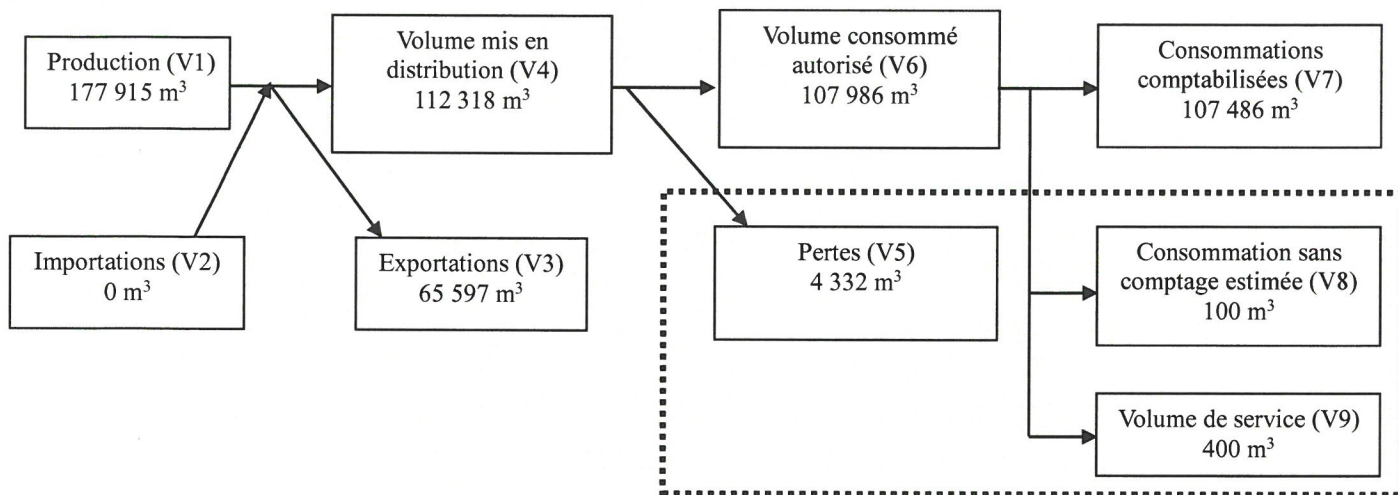 Production (V1)
177 915 m³
Volume mis en
distribution (V4)
112 318 m³
Volume consommé
autorisé (V6)
107 986 m³
Consommations
comptabilisées (V7)
107 486 m³
Importations (V2)
0 m³
Exportations (V3)
65 597 m³
Pertes (V5)
4 332 m³
Consommation sans
comptage estimée (V8)
100 m³
Volume de service (V9)
400 m³